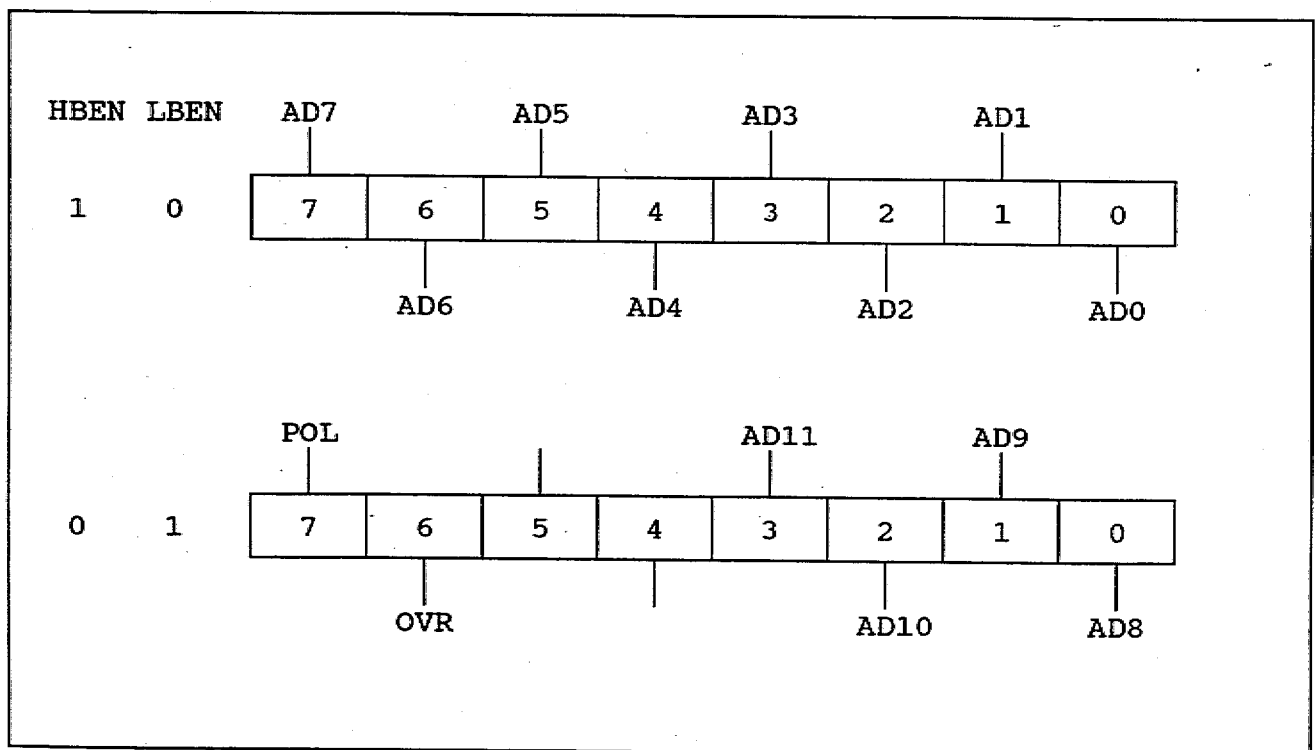 HBEN LBEN AD7 AD5 AD3 AD1
1 0 7 6 5 4 3 2 1 0
AD6 AD4 AD2 AD0
POL AD11 AD9
0 1 7 6 5 4 3 2 1 0
OVR AD10 AD8